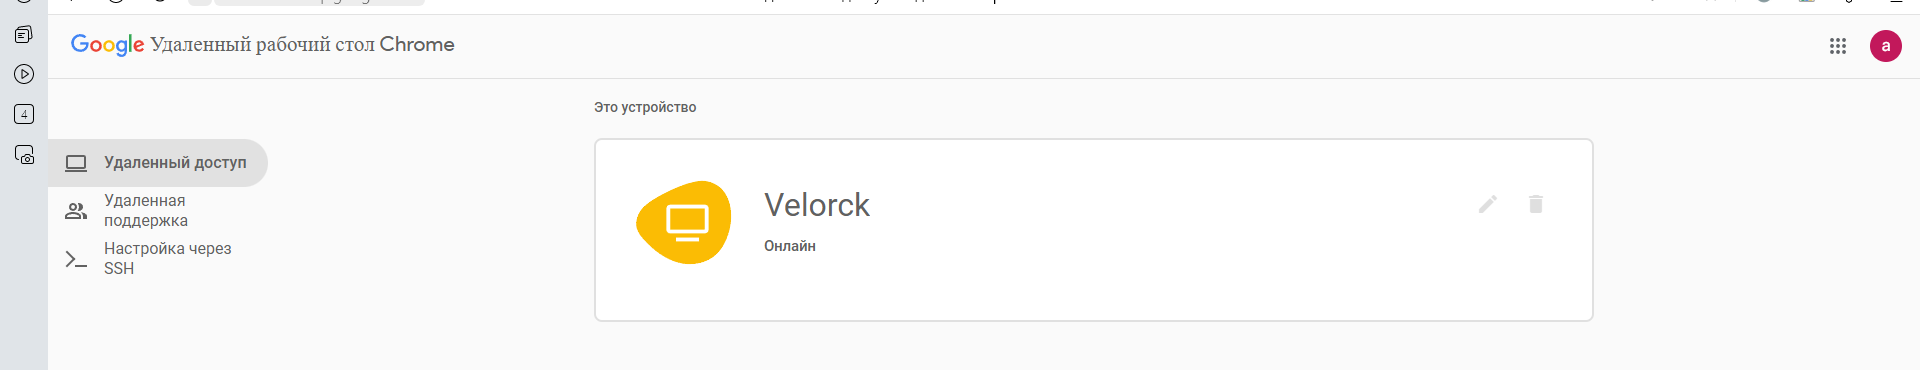 Google Удаленный рабочий стол Chrome
a
4
Это устройство
Удаленный доступ
Удаленная
поддержка
Настройка через
SSH
Velorck
Онлайн